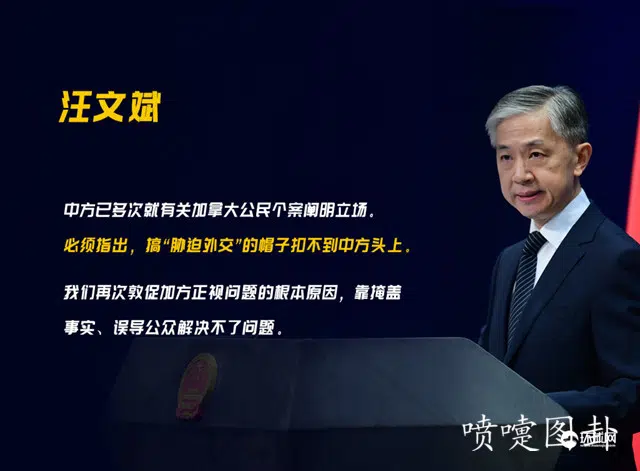 汪文斌
中方已多次就有关加拿大公民个案阐明立场。
必须指出，搞“胁迫外交”的帽子扣不到中方头上。
我们再次敦促加方正视问题的根本原因，靠掩盖
事实、误导公众解决不了问题。
喷嚏图卦
环球网